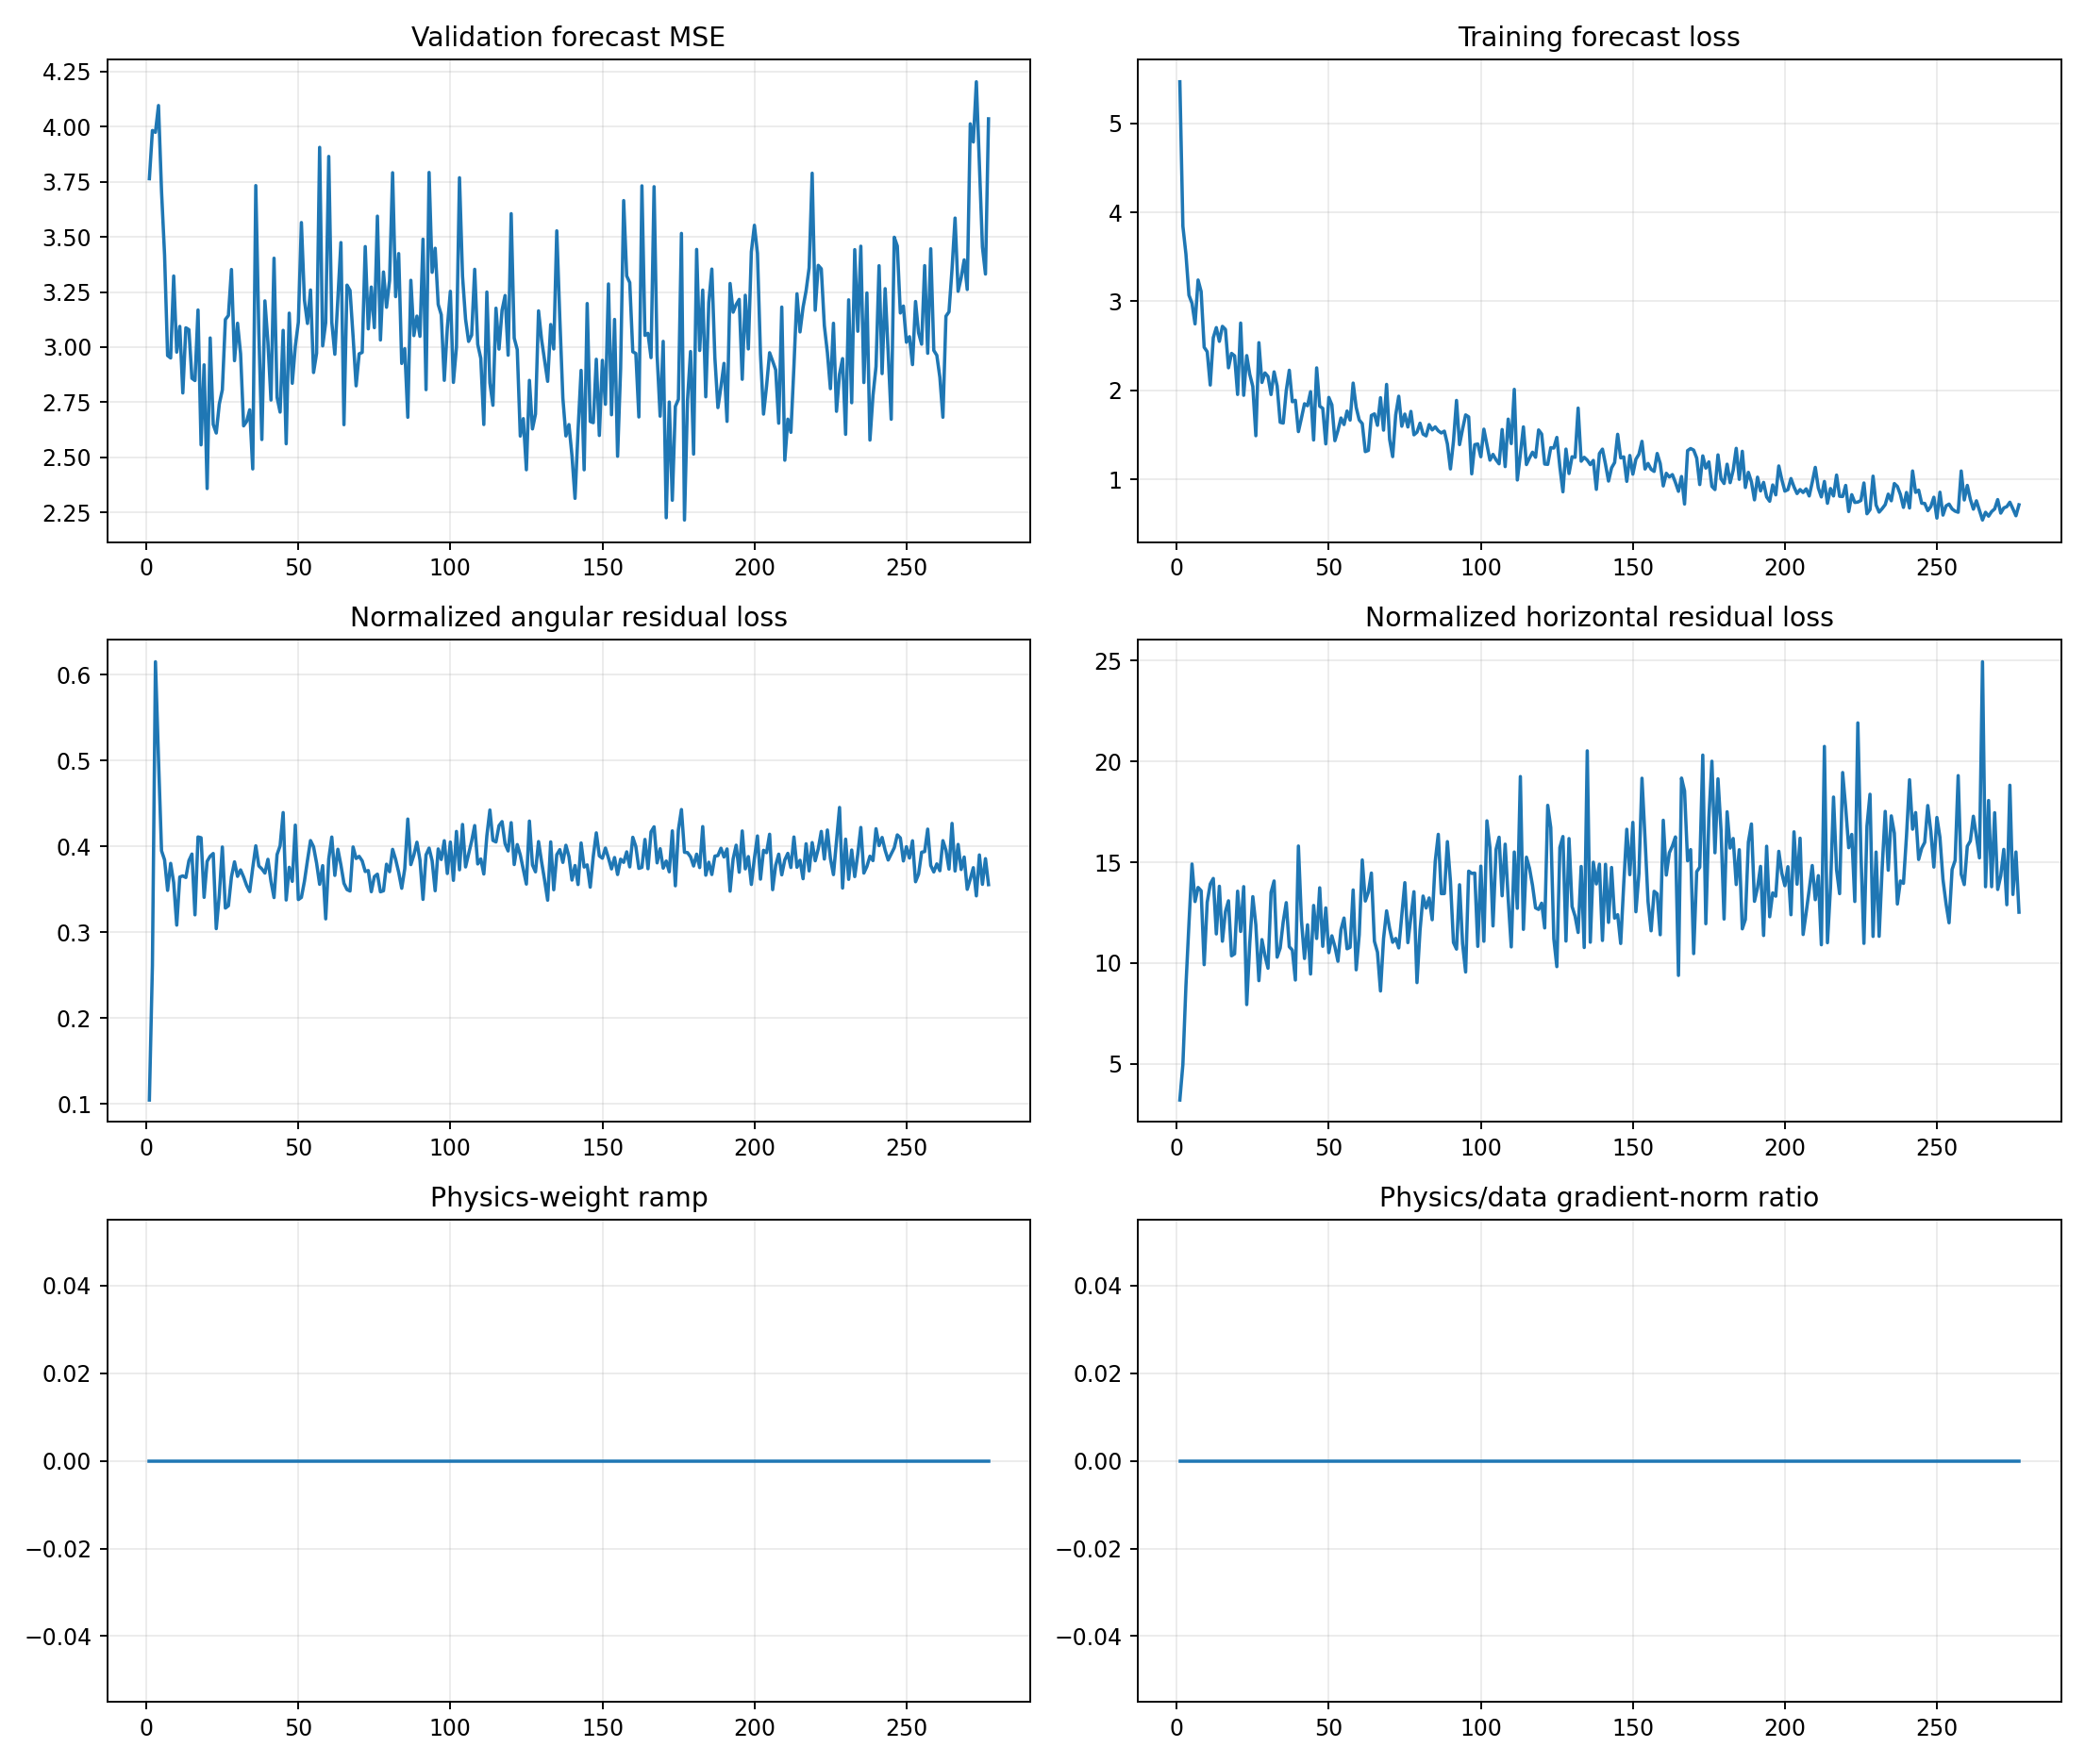 Validation forecast MSE
4.25
4.00
3.75
3.50
3.25
3.00
2.75
2.50
2.25
0 50 100 150 200 250
Training forecast loss
5
4
3
2
1
0 50 100 150 200 250
Normalized angular residual loss
0.6
0.5
0.4
0.3
0.2
0.1
0 50 100 150 200 250
Normalized horizontal residual loss
25
20
15
10
5
0 50 100 150 200 250
Physics-weight ramp
0.04
0.02
0.00
−0.02
−0.04
0 50 100 150 200 250
Physics/data gradient-norm ratio
0.04
0.02
0.00
−0.02
−0.04
0 50 100 150 200 250